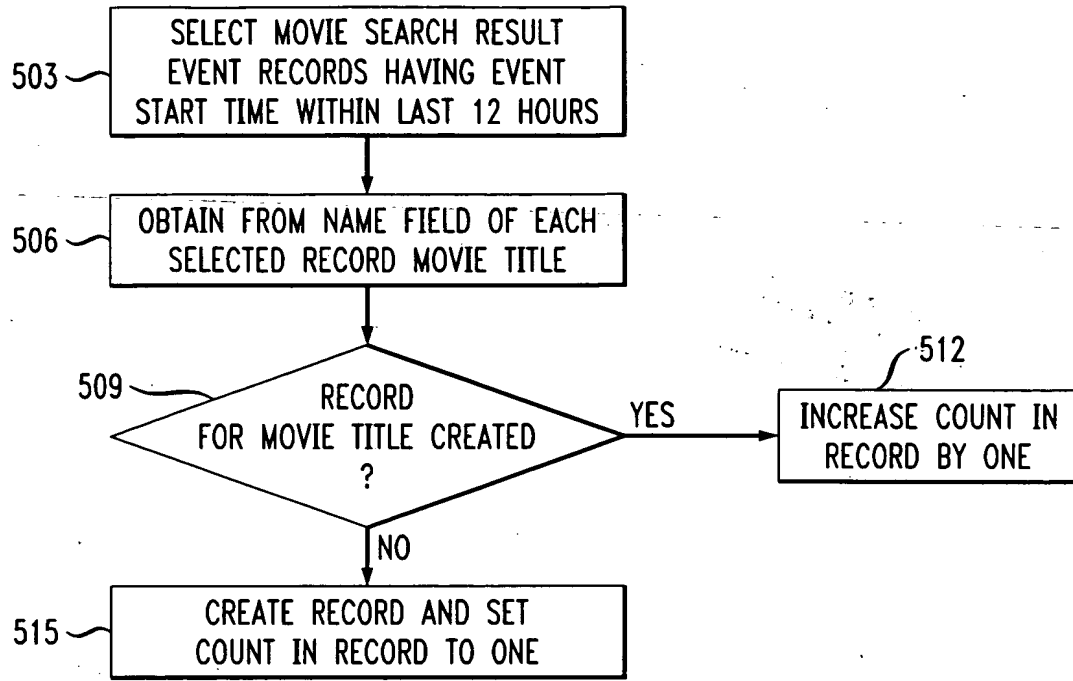 SELECT MOVIE SEARCH RESULT
EVENT RECORDS HAVING EVENT
START TIME WITHIN LAST 12 HOURS
503
OBTAIN FROM NAME FIELD OF EACH
SELECTED RECORD MOVIE TITLE
506
509
RECORD
FOR MOVIE TITLE CREATED
?
YES
512
INCREASE COUNT IN
RECORD BY ONE
NO
CREATE RECORD AND SET
COUNT IN RECORD TO ONE
515